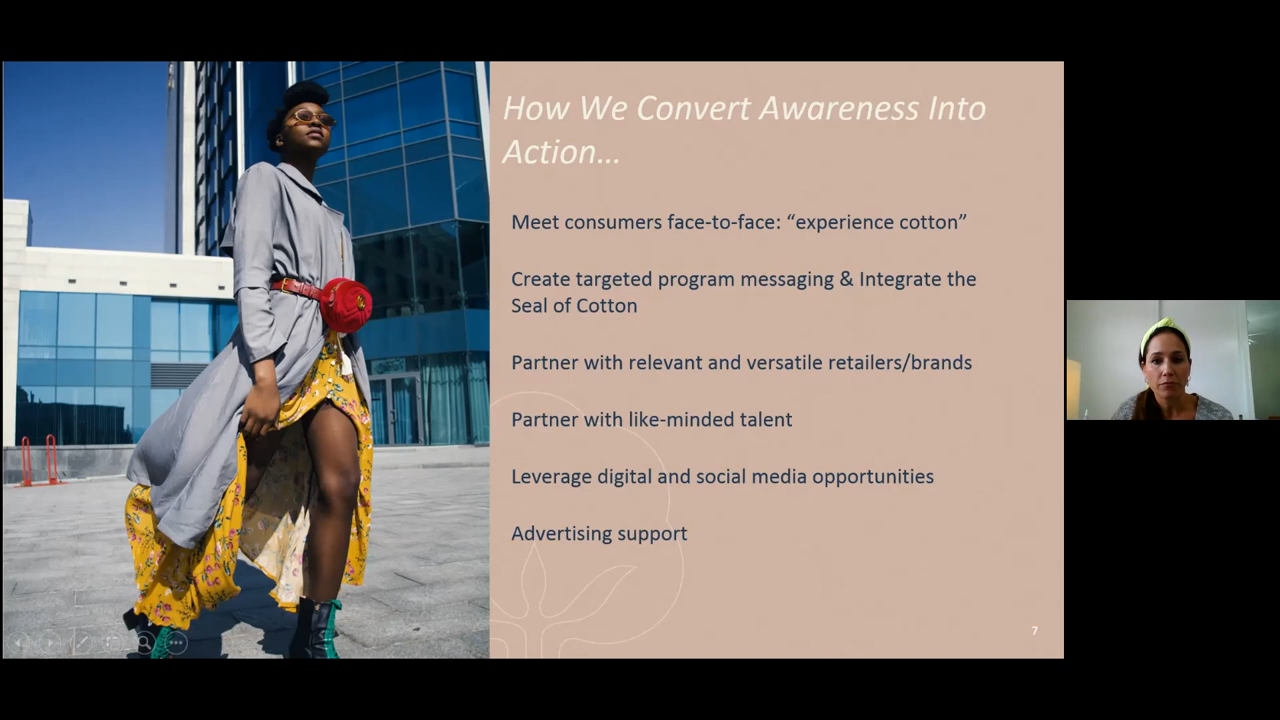 How We Convert Awareness Into
Action…
Meet consumers face-to-face: “experience cotton”
Create targeted program messaging & Integrate the
Seal of Cotton
Partner with relevant and versatile retailers/brands
Partner with like-minded talent
Leverage digital and social media opportunities
Advertising support
7